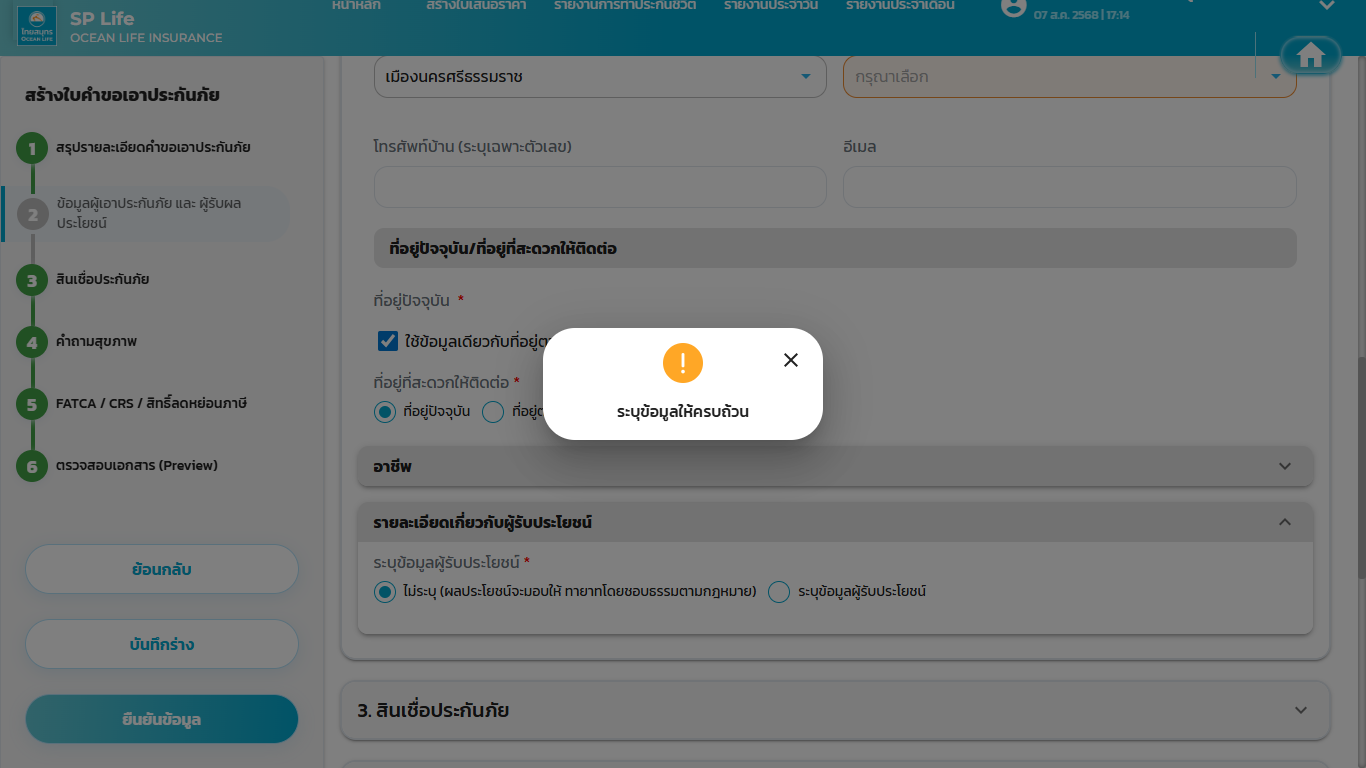 SP Life
OCEAN LIFE INSURANCE
ไทยสมุทร
OCEAN LIFE
หน้าหลัก
สร้างใบเสนอราคา
รายงานการทำประกันชีวิต
รายงานประจำวัน
รายงานประจำเดือน
07 ส.ค. 2568 | 17:14
สร้างใบคำขอเอาประกันภัย
1 สรุปรายละเอียดคำขอเอาประกันภัย
2 ข้อมูลผู้เอาประกันภัย และ ผู้รับผล
ประโยชน์
3 สินเชื่อประกันภัย
4 คำถามสุขภาพ
5 FATCA / CRS / สิทธิ์ลดหย่อนภาษี
6 ตรวจสอบเอกสาร (Preview)
ย้อนกลับ
บันทึกร่าง
ยืนยันข้อมูล
เมืองนครศรีธรรมราช
กรุณาเลือก
โทรศัพท์บ้าน (ระบุเฉพาะตัวเลข)
อีเมล
ที่อยู่ปัจจุบัน/ที่อยู่ที่สะดวกให้ติดต่อ
ที่อยู่ปัจจุบัน *
ใช้ข้อมูลเดียวกับที่อยู่ต
ที่อยู่ที่สะดวกให้ติดต่อ *
ที่อยู่ปัจจุบัน ที่อยู่ต
ระบุข้อมูลให้ครบถ้วน
อาชีพ
รายละเอียดเกี่ยวกับผู้รับประโยชน์
ระบุข้อมูลผู้รับประโยชน์ *
ไม่ระบุ (ผลประโยชน์จะมอบให้ ทายาทโดยชอบธรรมตามกฎหมาย) ระบุข้อมูลผู้รับประโยชน์
3. สินเชื่อประกันภัย